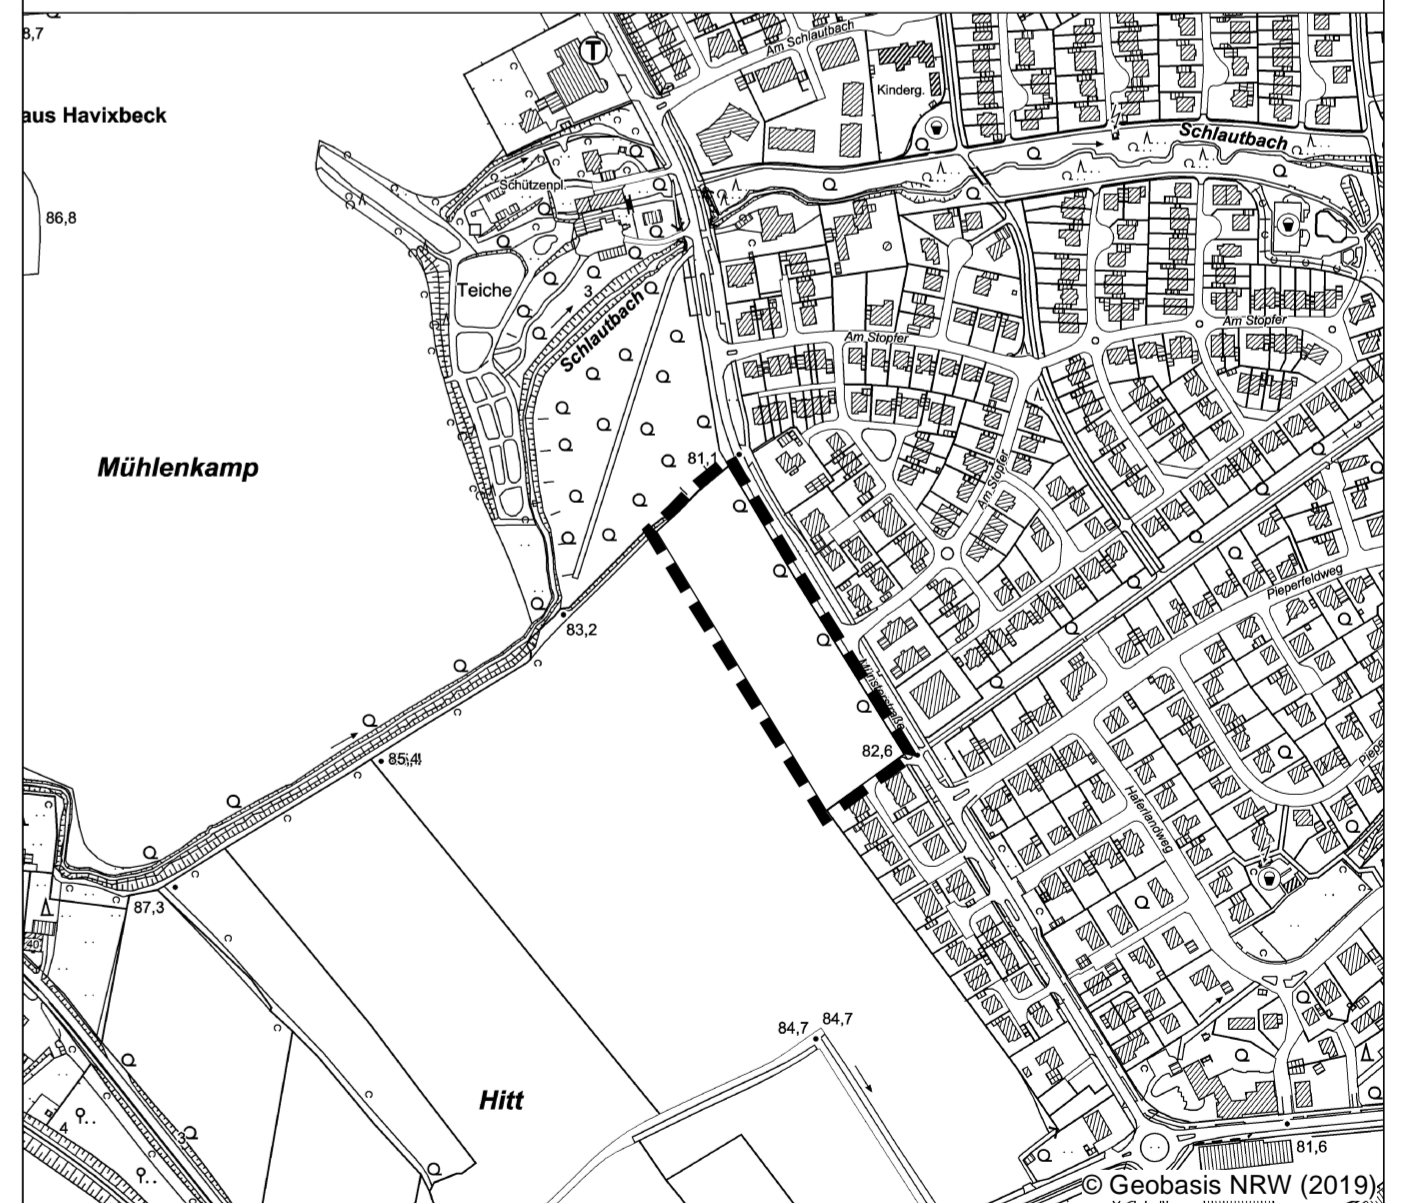 8,7
T
Am Schlautbach
Kinderg.
aus Havixbeck
Schlautbach
Schützenpl.
86,8
Teiche
3
Schlautbach
Am Stopfer
Am Stopfer
Mühlenkamp
81,1
Am Stopfer
Pieperfeldweg
83,2
Münsterstraße
82,6
85,4
Piepe
Haferlandweg
87,3
40
84,7
84,7
Hitt
4
3
81,6
© Geobasis NRW (2019)